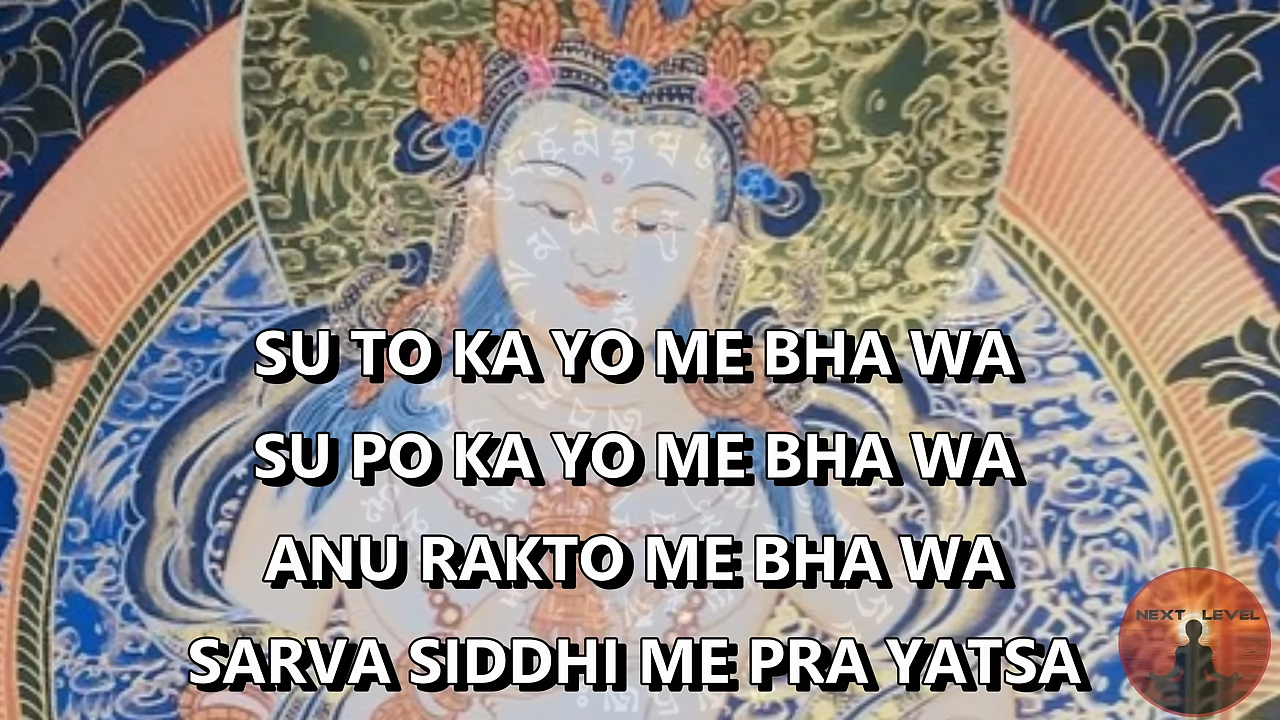 SU TO KA YO ME BHA WA
SU PO KA YO ME BHA WA
ANU RAKTO ME BHA WA
NEXT LEVEL
SARVA SIDDHI ME PRA YATSA